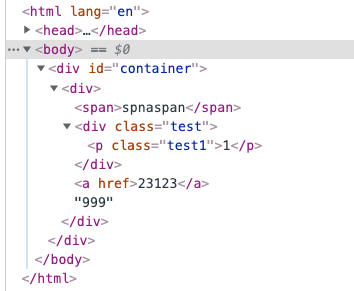 <html lang="en">
<head>…</head>
<body> == $0
<div id="container">
<div>
<span>spnaspan</span>
<div class="test">
<p class="test1">1</p>
</div>
<a href>23123</a>
"999"
</div>
</div>
</body>
</html>